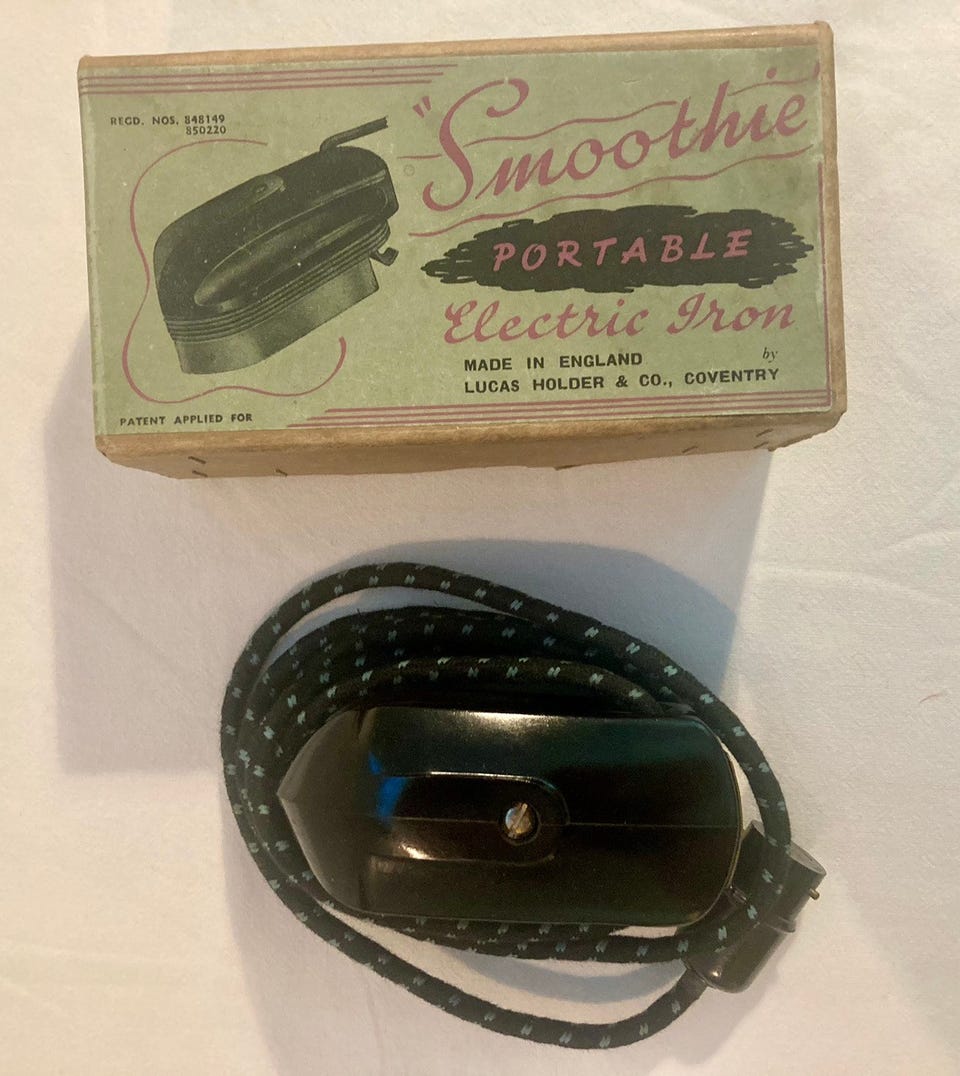 REGD. NOS. 848149
850220
"Smoothie
PORTABLE
Electric Iron
by
MADE IN ENGLAND
LUCAS HOLDER & CO., COVENTRY
PATENT APPLIED FOR